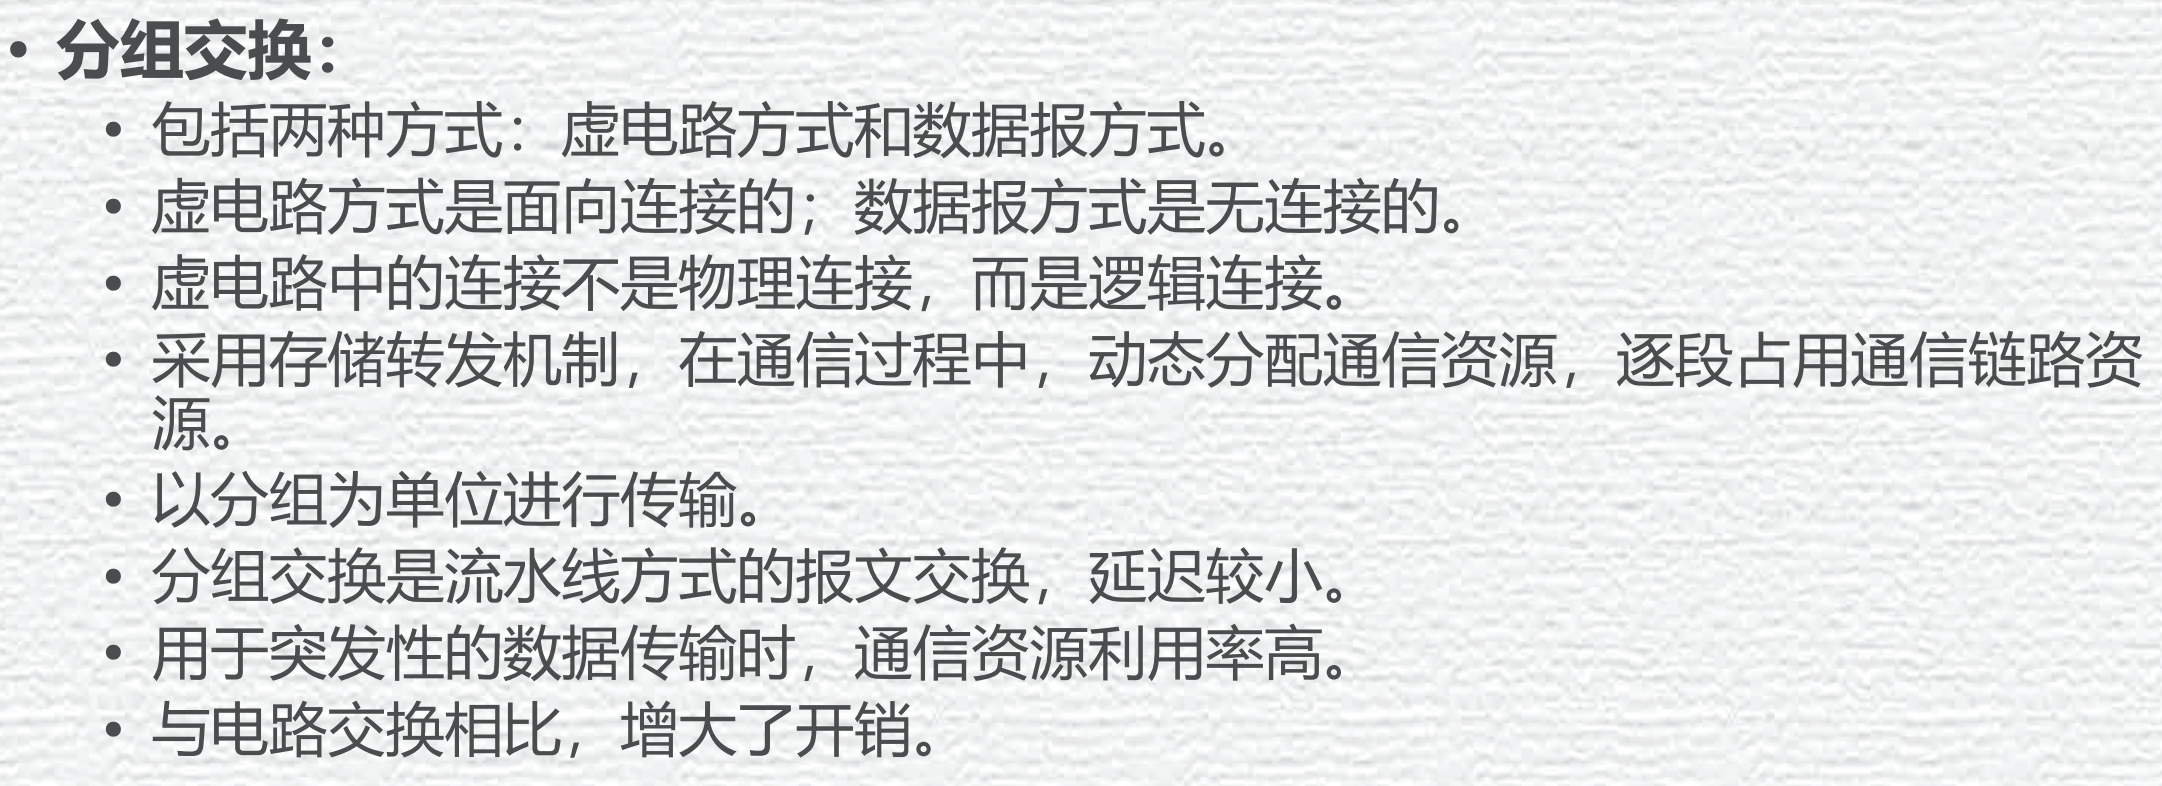 • 分组交换：
• 包括两种方式：虚电路方式和数据报方式。
• 虚电路方式是面向连接的；数据报方式是无连接的。
• 虚电路中的连接不是物理连接，而是逻辑连接。
• 采用存储转发机制，在通信过程中，动态分配通信资源，逐段占用通信链路资
源。
• 以分组为单位进行传输。
• 分组交换是流水线方式的报文交换，延迟较小。
• 用于突发性的数据传输时，通信资源利用率高。
• 与电路交换相比，增大了开销。